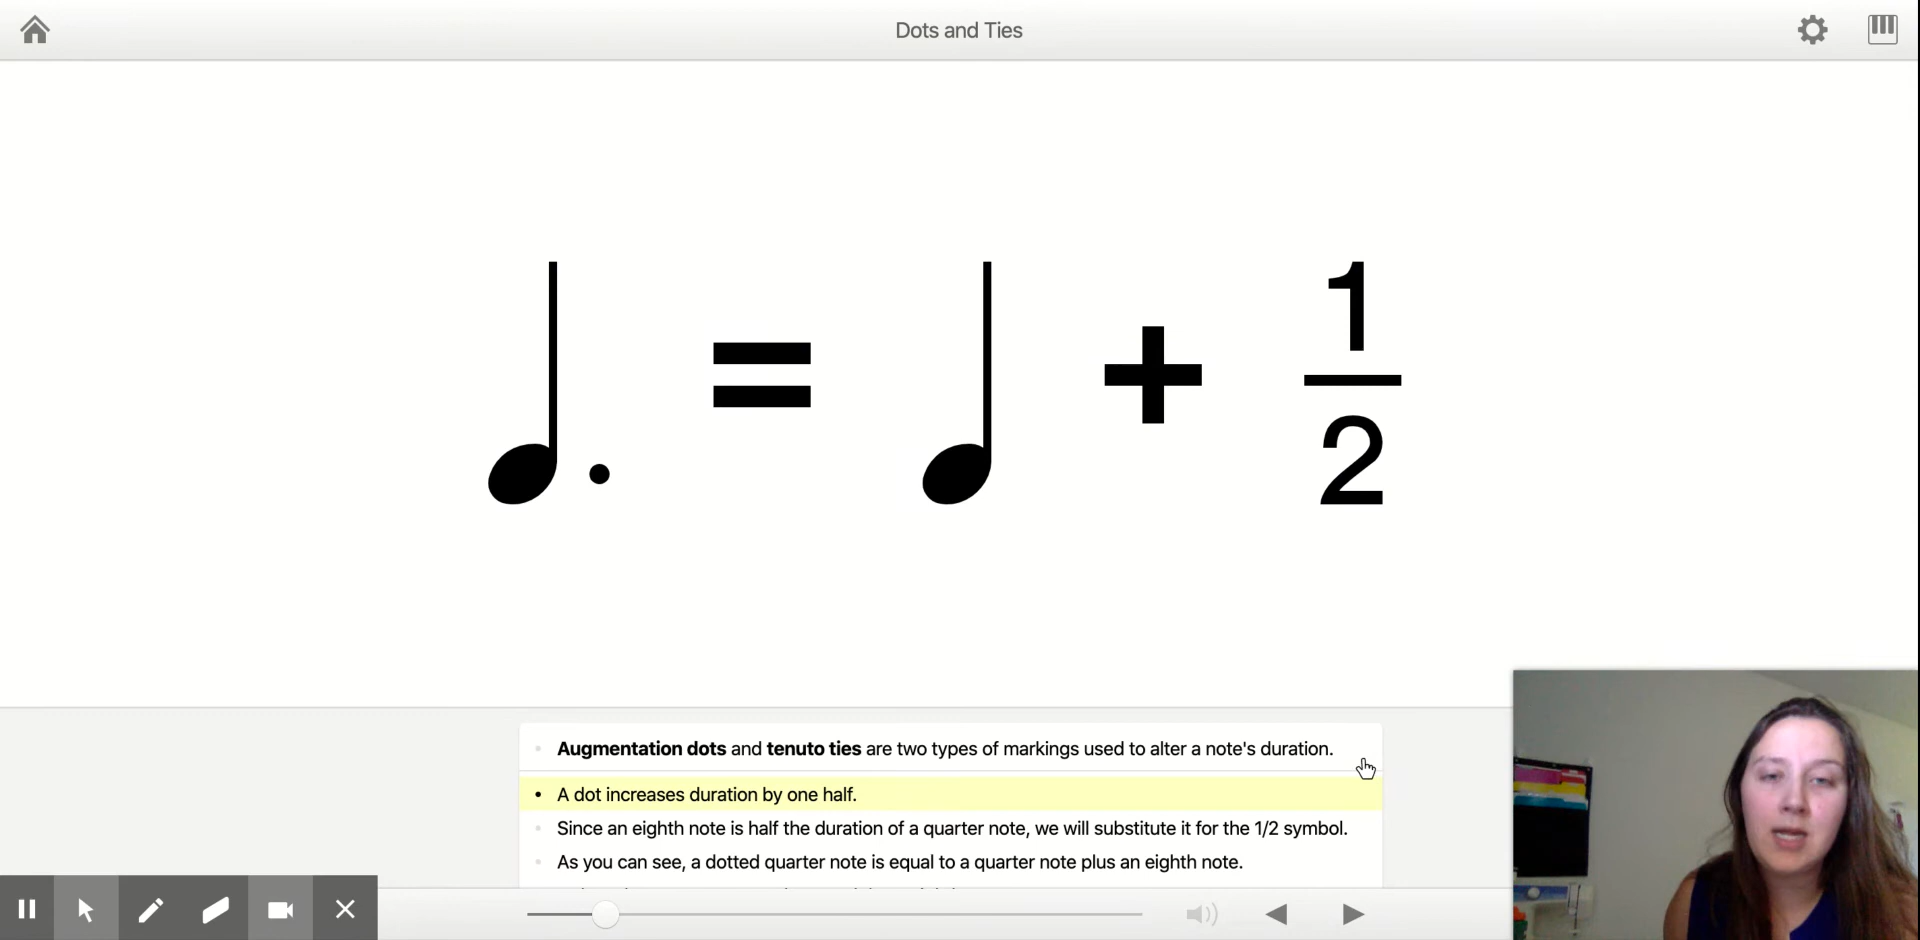 Dots and Ties
=
+
1
2
Augmentation dots and tenuto ties are two types of markings used to alter a note's duration.
• A dot increases duration by one half.
Since an eighth note is half the duration of a quarter note, we will substitute it for the 1/2 symbol.
As you can see, a dotted quarter note is equal to a quarter note plus an eighth note.